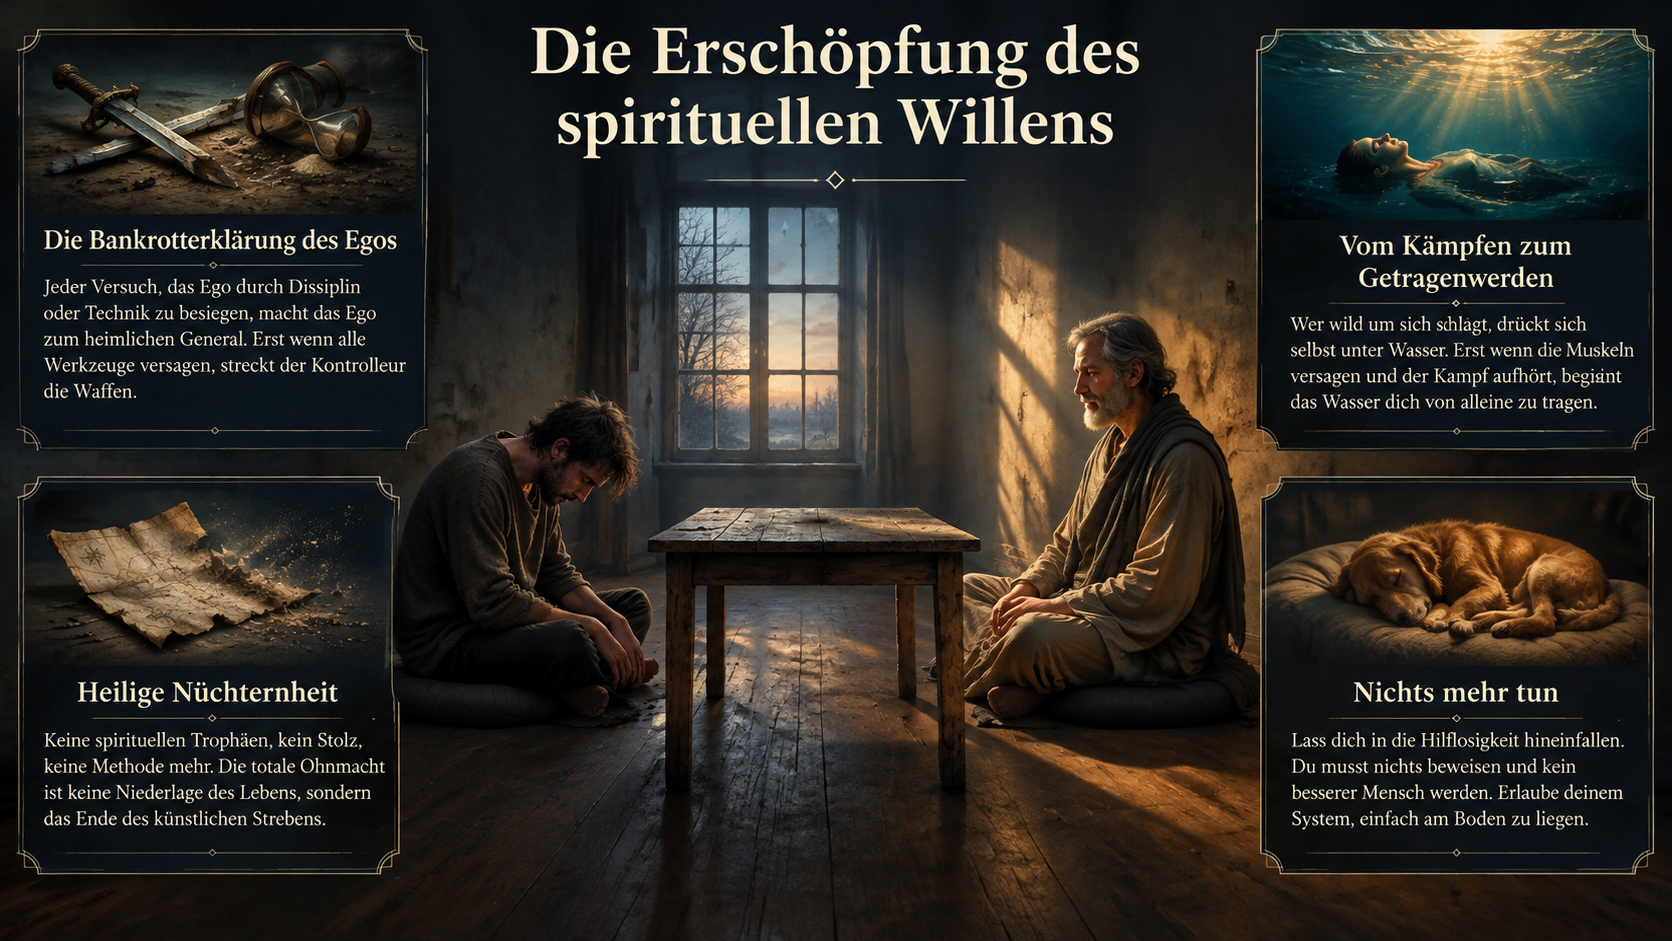 Die Erschöpfung des
spirituellen Willens
Die Bankrotterklärung des Egos
Jeder Versuch, das Ego durch Dissiplin
oder Technik zu besiegen, macht das Ego
zum heimlichen General. Erst wenn alle
Werkzeuge versagen, streckt der Kontrolleur
die Waffen.
Heilige Nüchternheit
Keine spirituellen Trophäen, kein Stolz,
keine Methode mehr. Die totale Ohnmacht
ist keine Niederlage des Lebens, sondern
das Ende des künstlichen Strebens.
Vom Kämpfen zum
Getragenwerden
Wer wild um sich schlägt, drückt sich
selbst unter Wasser. Erst wenn die Muskeln
versagen und der Kampf aufhört, beginnt
das Wasser dich von alleine zu tragen.
Nichts mehr tun
Lass dich in die Hilflosigkeit hineinfallen.
Du musst nichts beweisen und kein
besserer Mensch werden. Erlaube deinem
System, einfach am Boden zu liegen.